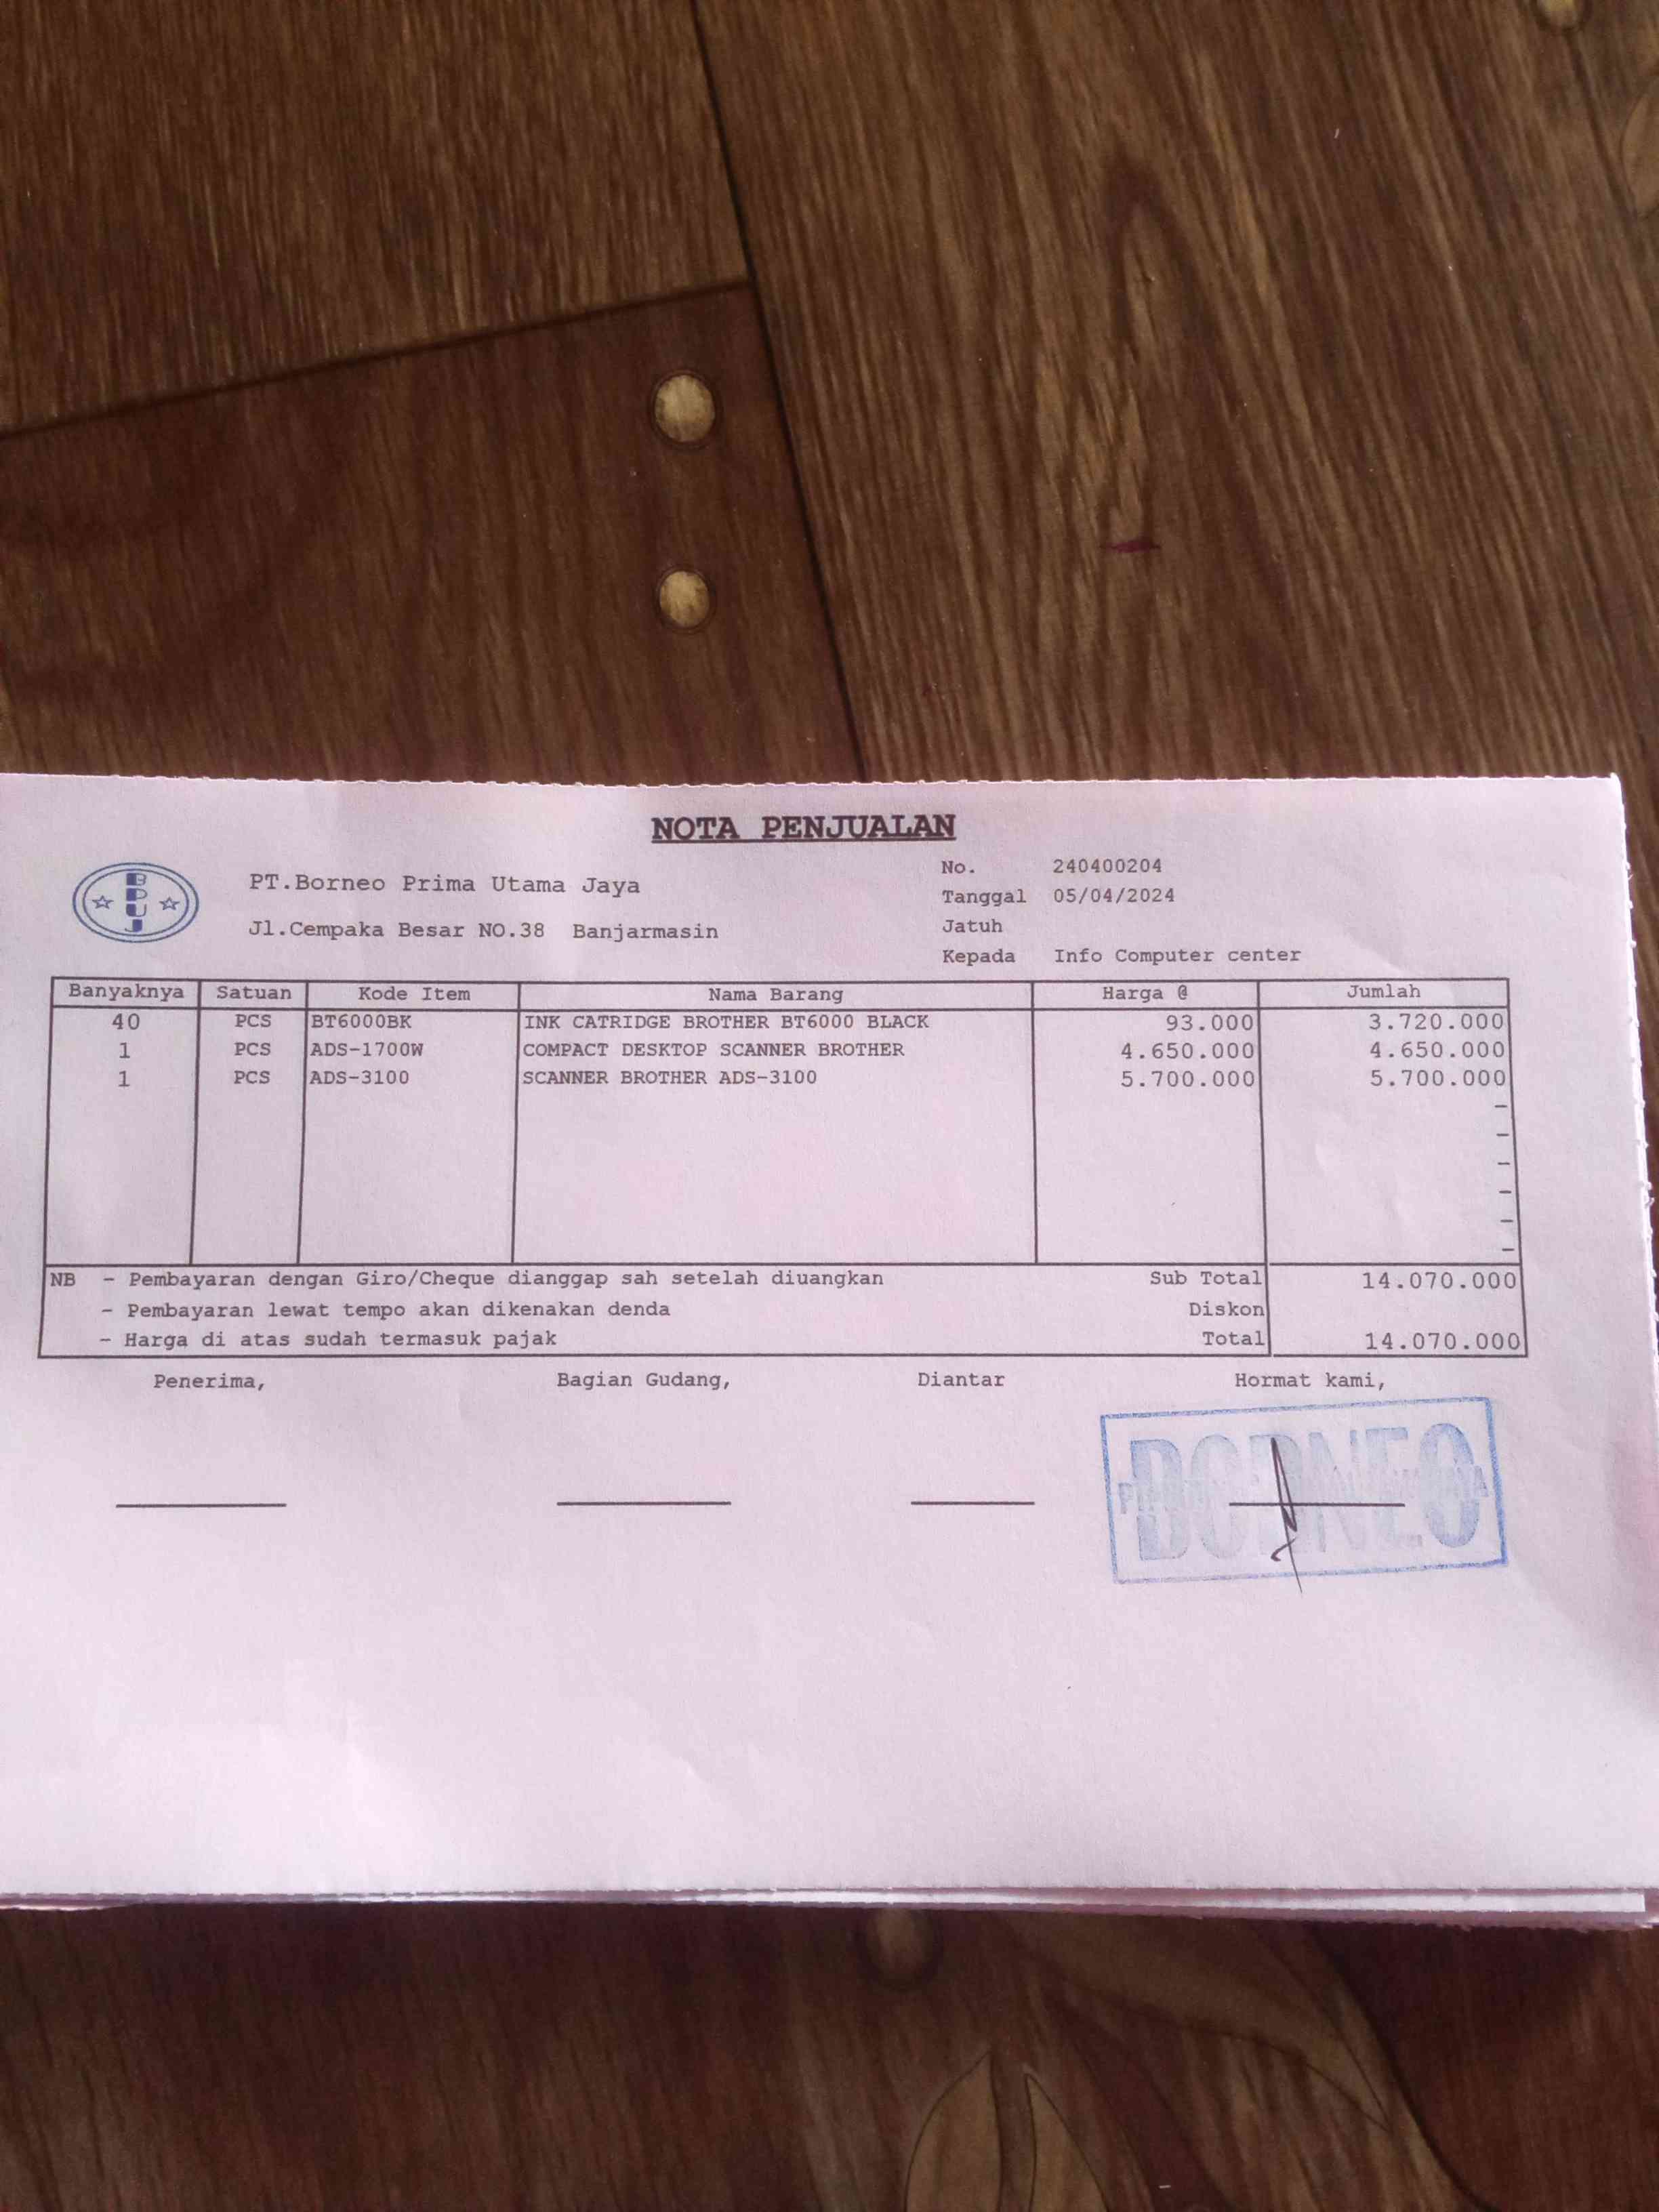 NOTA PENJUALAN
BPUJ
PT.Borneo Prima Utama Jaya
Jl.Cempaka Besar NO.38 Banjarmasin
No. 240400204
Tanggal 05/04/2024
Jatuh
Kepada Info Computer center
Banyaknya Satuan Kode Item Nama Barang Harga @ Jumlah
40 PCS BT6000BK INK CATRIDGE BROTHER BT6000 BLACK 93.000 3.720.000
1 PCS ADS-1700W COMPACT DESKTOP SCANNER BROTHER 4.650.000 4.650.000
1 PCS ADS-3100 SCANNER BROTHER ADS-3100 5.700.000 5.700.000
-
-
-
-
-
-
NB - Pembayaran dengan Giro/Cheque dianggap sah setelah diuangkan Sub Total 14.070.000
- Pembayaran lewat tempo akan dikenakan denda Diskon
- Harga di atas sudah termasuk pajak Total 14.070.000
Penerima, Bagian Gudang, Diantar Hormat kami,
BORNEO